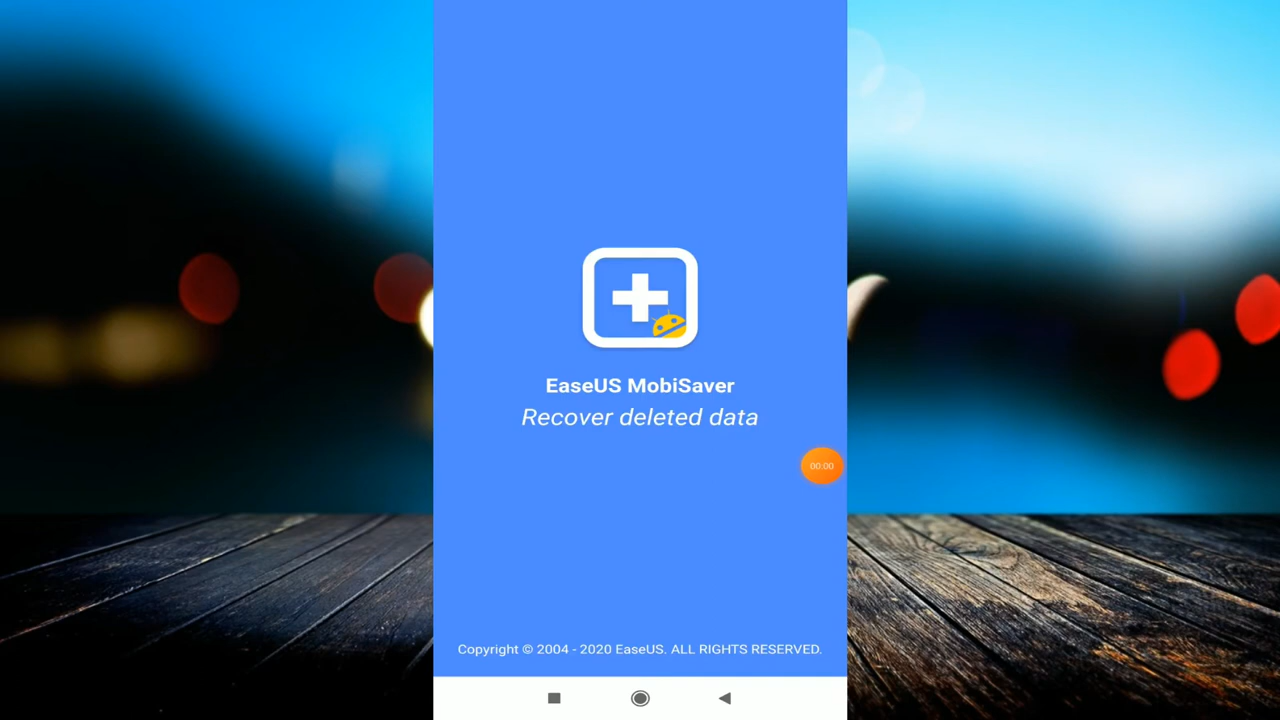 EaseUS MobiSaver
Recover deleted data
00:00
Copyright © 2004 - 2020 EaseUS. ALL RIGHTS RESERVED.